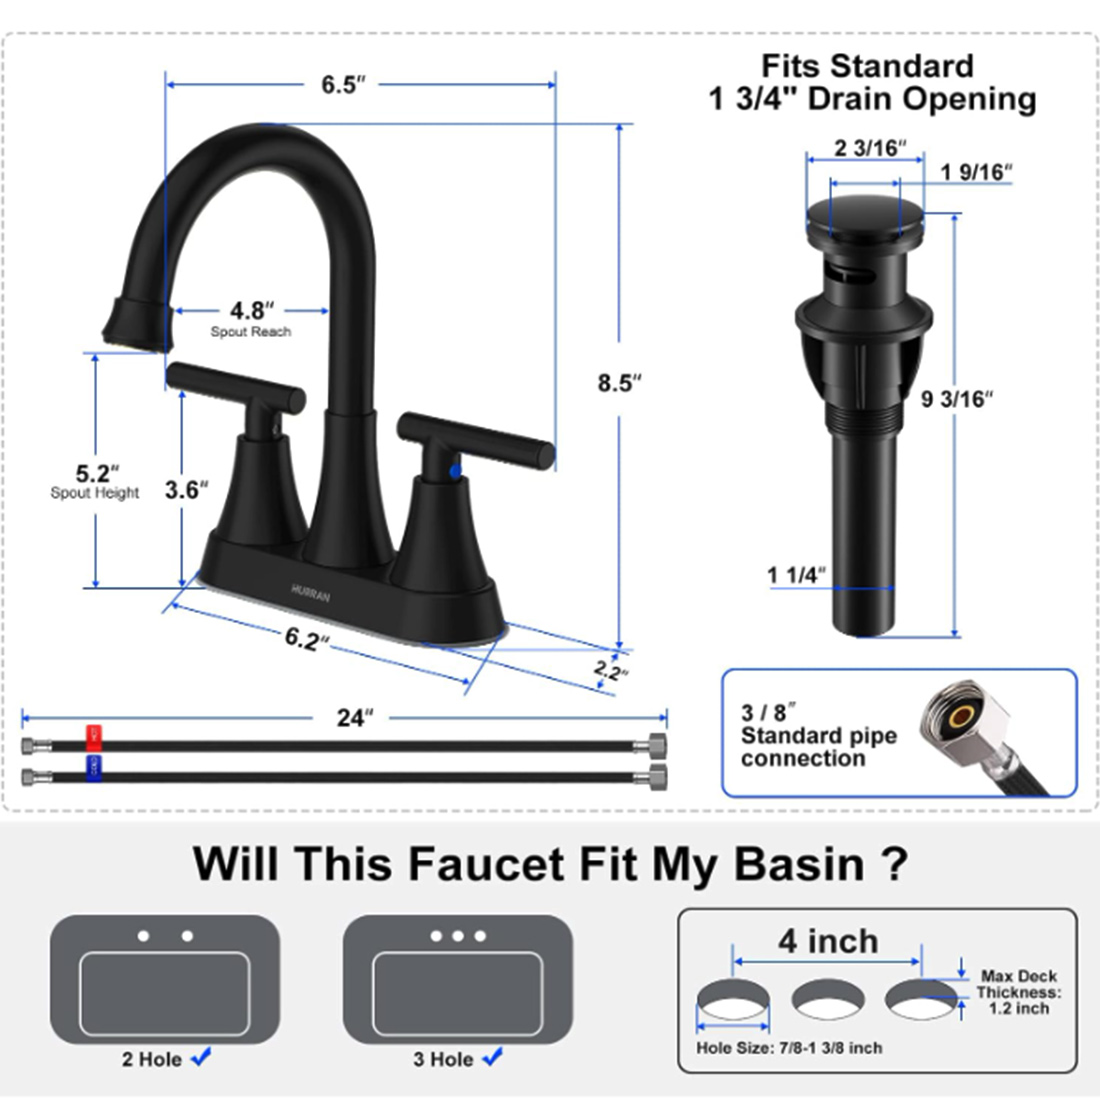 6.5"
Fits Standard
1 3/4" Drain Opening
2 3/16"
1 9/16"
4.8"
Spout Reach
8.5"
9 3/16"
5.2"
Spout Height
3.6"
1 1/4"
HURRAN
6.2"
2.2"
24"
HOT
COLD
3 / 8"
Standard pipe
connection
Will This Faucet Fit My Basin ?
2 Hole
3 Hole
4 inch
Max Deck
Thickness:
1.2 inch
Hole Size: 7/8-1 3/8 inch